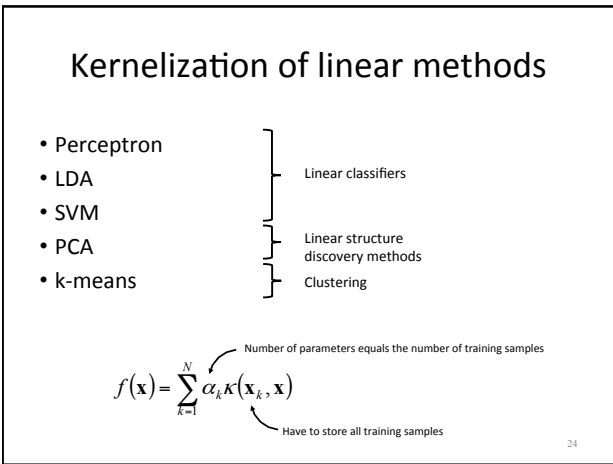 Kernelization of linear methods
• Perceptron
• LDA
• SVM
• PCA
• k-means
Linear classifiers
Linear structure
discovery methods
Clustering
Number of parameters equals the number of training samples
f(𝐱) = ∑_{k=1}^{N} α_k κ(𝐱_k, 𝐱)
Have to store all training samples
24